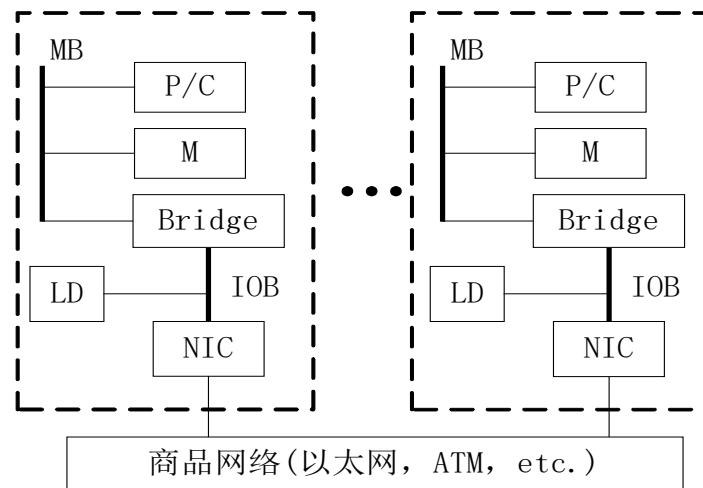 MB
P/C
M
Bridge
LD
IOB
NIC
MB
P/C
M
Bridge
LD
IOB
NIC
商品网络(以太网，ATM，etc.)